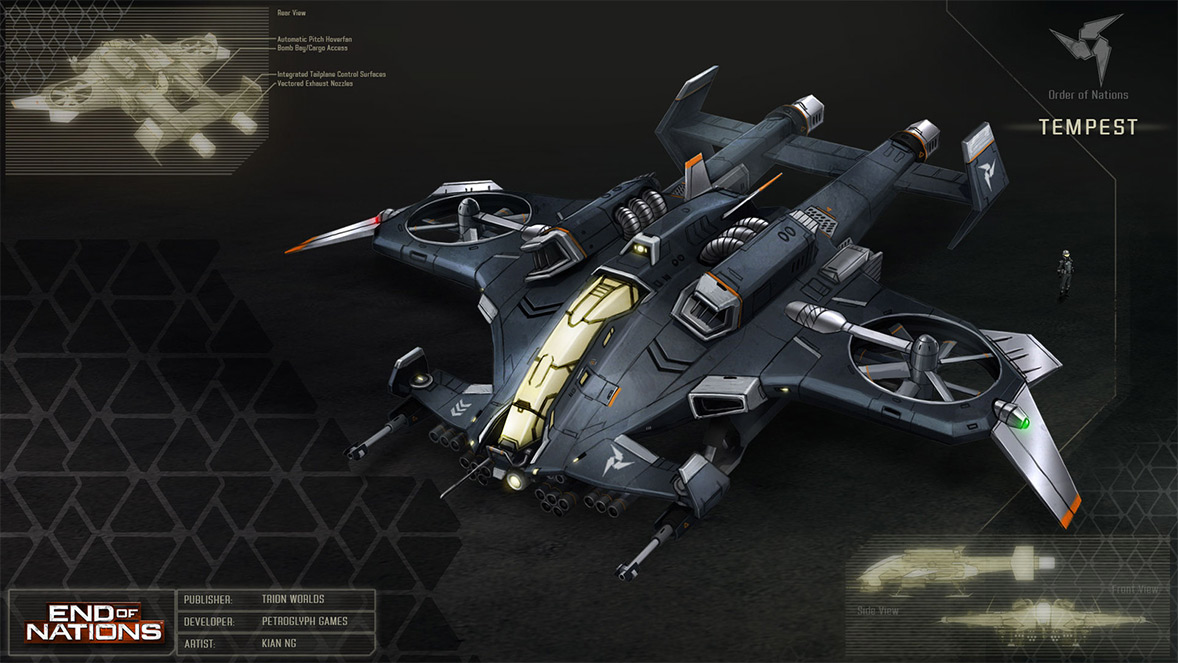 Rear View
Automatic Pitch Hoverfan
Bomb Bay/Cargo Access
Integrated Tailplane Control Surfaces
Vectored Exhaust Nozzles
Order of Nations
TEMPEST
00
Side View
Front View
END OF
NATIONS
PUBLISHER: TRION WORLDS
DEVELOPER: PETROGLYPH GAMES
ARTIST: KIAN NG